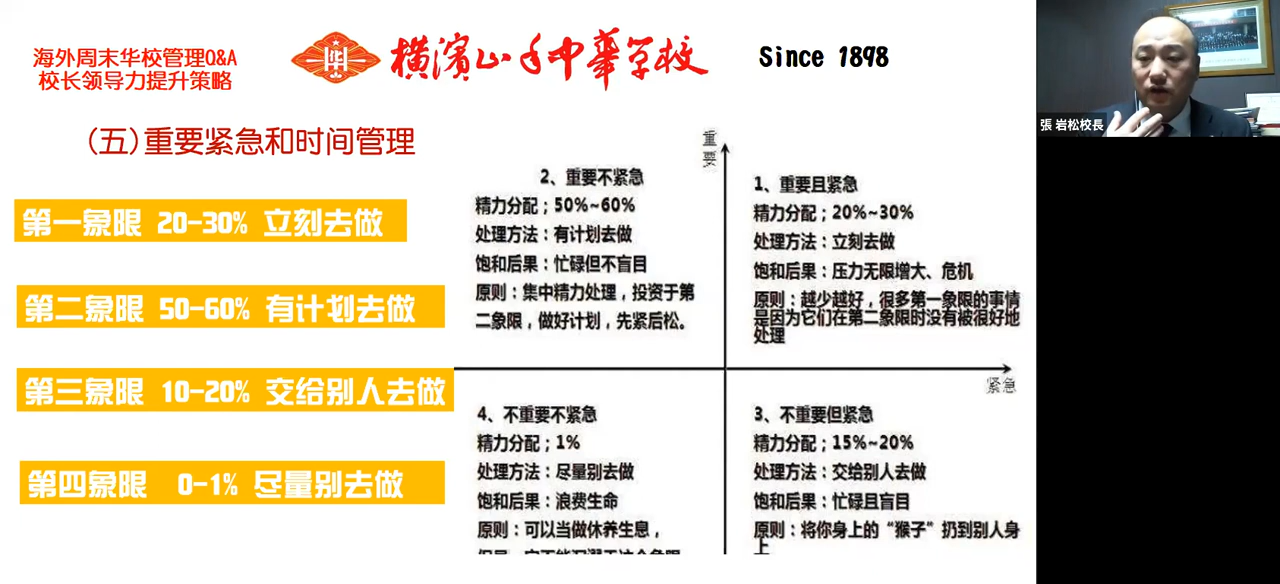 海外周末华校管理Q&A
校长领导力提升策略
华
横濱山手中華学校
Since 1898
(五)重要紧急和时间管理
第一象限 20-30% 立刻去做
第二象限 50-60% 有计划去做
第三象限 10-20% 交给别人去做
第四象限 0-1% 尽量别去做
重要
2、重要不紧急
精力分配；50%~60%
处理方法：有计划去做
饱和后果：忙碌但不盲目
原则：集中精力处理，投资于第
二象限，做好计划，先紧后松。
1、重要且紧急
精力分配；20%~30%
处理方法：立刻去做
饱和后果：压力无限增大、危机
原则：越少越好，很多第一象限的事情
是因为它们在第二象限时没有被很好地
处理
紧急
4、不重要不紧急
精力分配；1%
处理方法：尽量别去做
饱和后果：浪费生命
原则：可以当做休养生息，
3、不重要但紧急
精力分配；15%~20%
处理方法：交给别人去做
饱和后果：忙碌且盲目
原则：将你身上的“猴子”扔到别人身
上
張 岩松校長